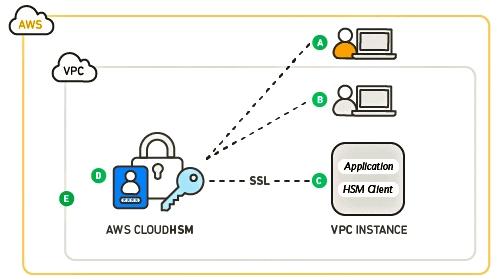 AWS
VPC
A
B
C
D
E
SSL
Application
HSM Client
AWS CLOUDHSM
VPC INSTANCE